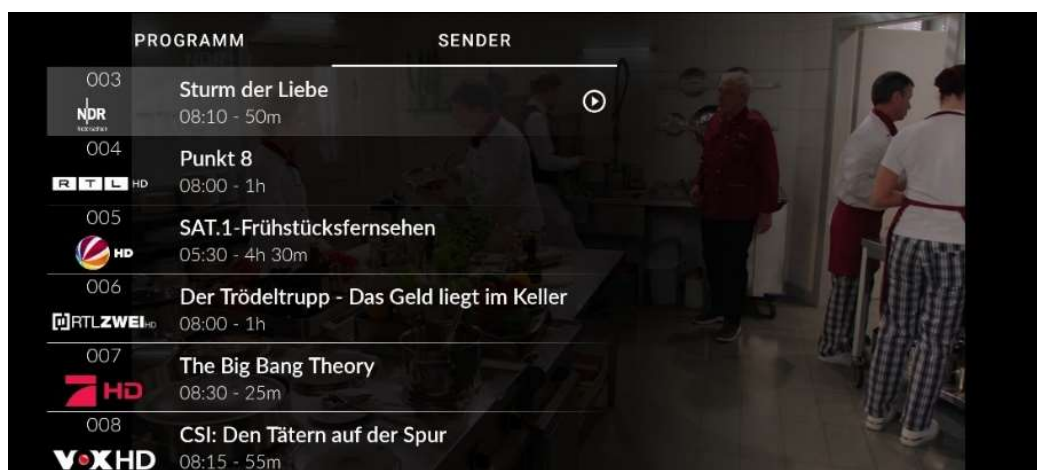 PROGRAMM SENDER
003
Sturm der Liebe
NDR
08:10 - 50m
004
Punkt 8
RTL HD
08:00 - 1h
005
SAT.1-Frühstücksfernsehen
HD
05:30 - 4h 30m
006
Der Trödeltrupp - Das Geld liegt im Keller
RTLZWEI HD
08:00 - 1h
007
The Big Bang Theory
HD
08:30 - 25m
008
CSI: Den Tätern auf der Spur
VOXHD
08:15 - 55m